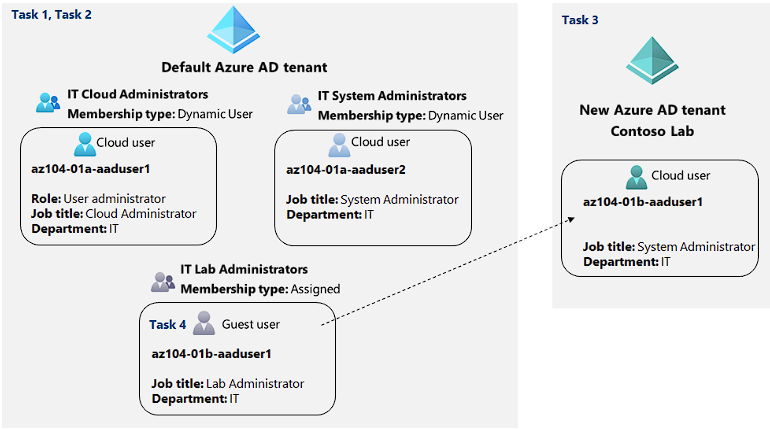 Task 1, Task 2
Default Azure AD tenant
IT Cloud Administrators
Membership type: Dynamic User
Cloud user
az104-01a-aaduser1
Role: User administrator
Job title: Cloud Administrator
Department: IT
IT System Administrators
Membership type: Dynamic User
Cloud user
az104-01a-aaduser2
Job title: System Administrator
Department: IT
IT Lab Administrators
Membership type: Assigned
Task 4 Guest user
az104-01b-aaduser1
Job title: Lab Administrator
Department: IT
Task 3
New Azure AD tenant
Contoso Lab
Cloud user
az104-01b-aaduser1
Job title: System Administrator
Department: IT